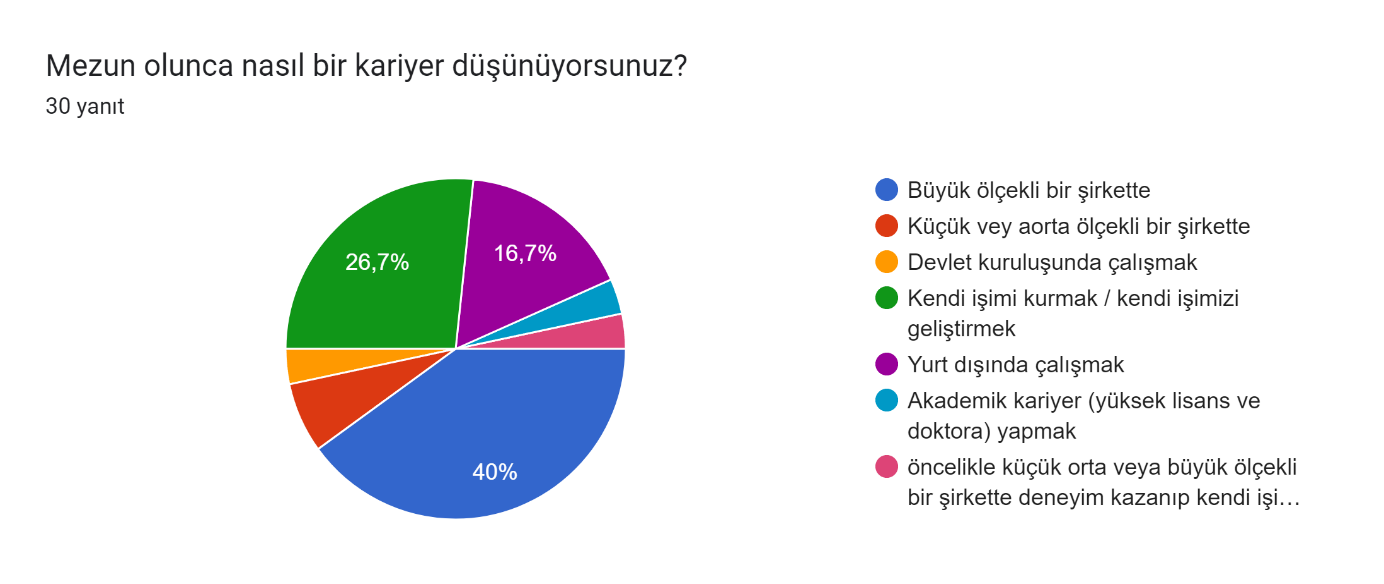 Mezun olunca nasıl bir kariyer düşünüyorsunuz?
30 yanıt
26,7%
16,7%
40%
Büyük ölçekli bir şirkette
Küçük vey aorta ölçekli bir şirkette
Devlet kuruluşunda çalışmak
Kendi işimi kurmak / kendi işimizi
geliştirmek
Yurt dışında çalışmak
Akademik kariyer (yüksek lisans ve
doktora) yapmak
öncelikle küçük orta veya büyük ölçekli
bir şirkette deneyim kazanıp kendi işi…